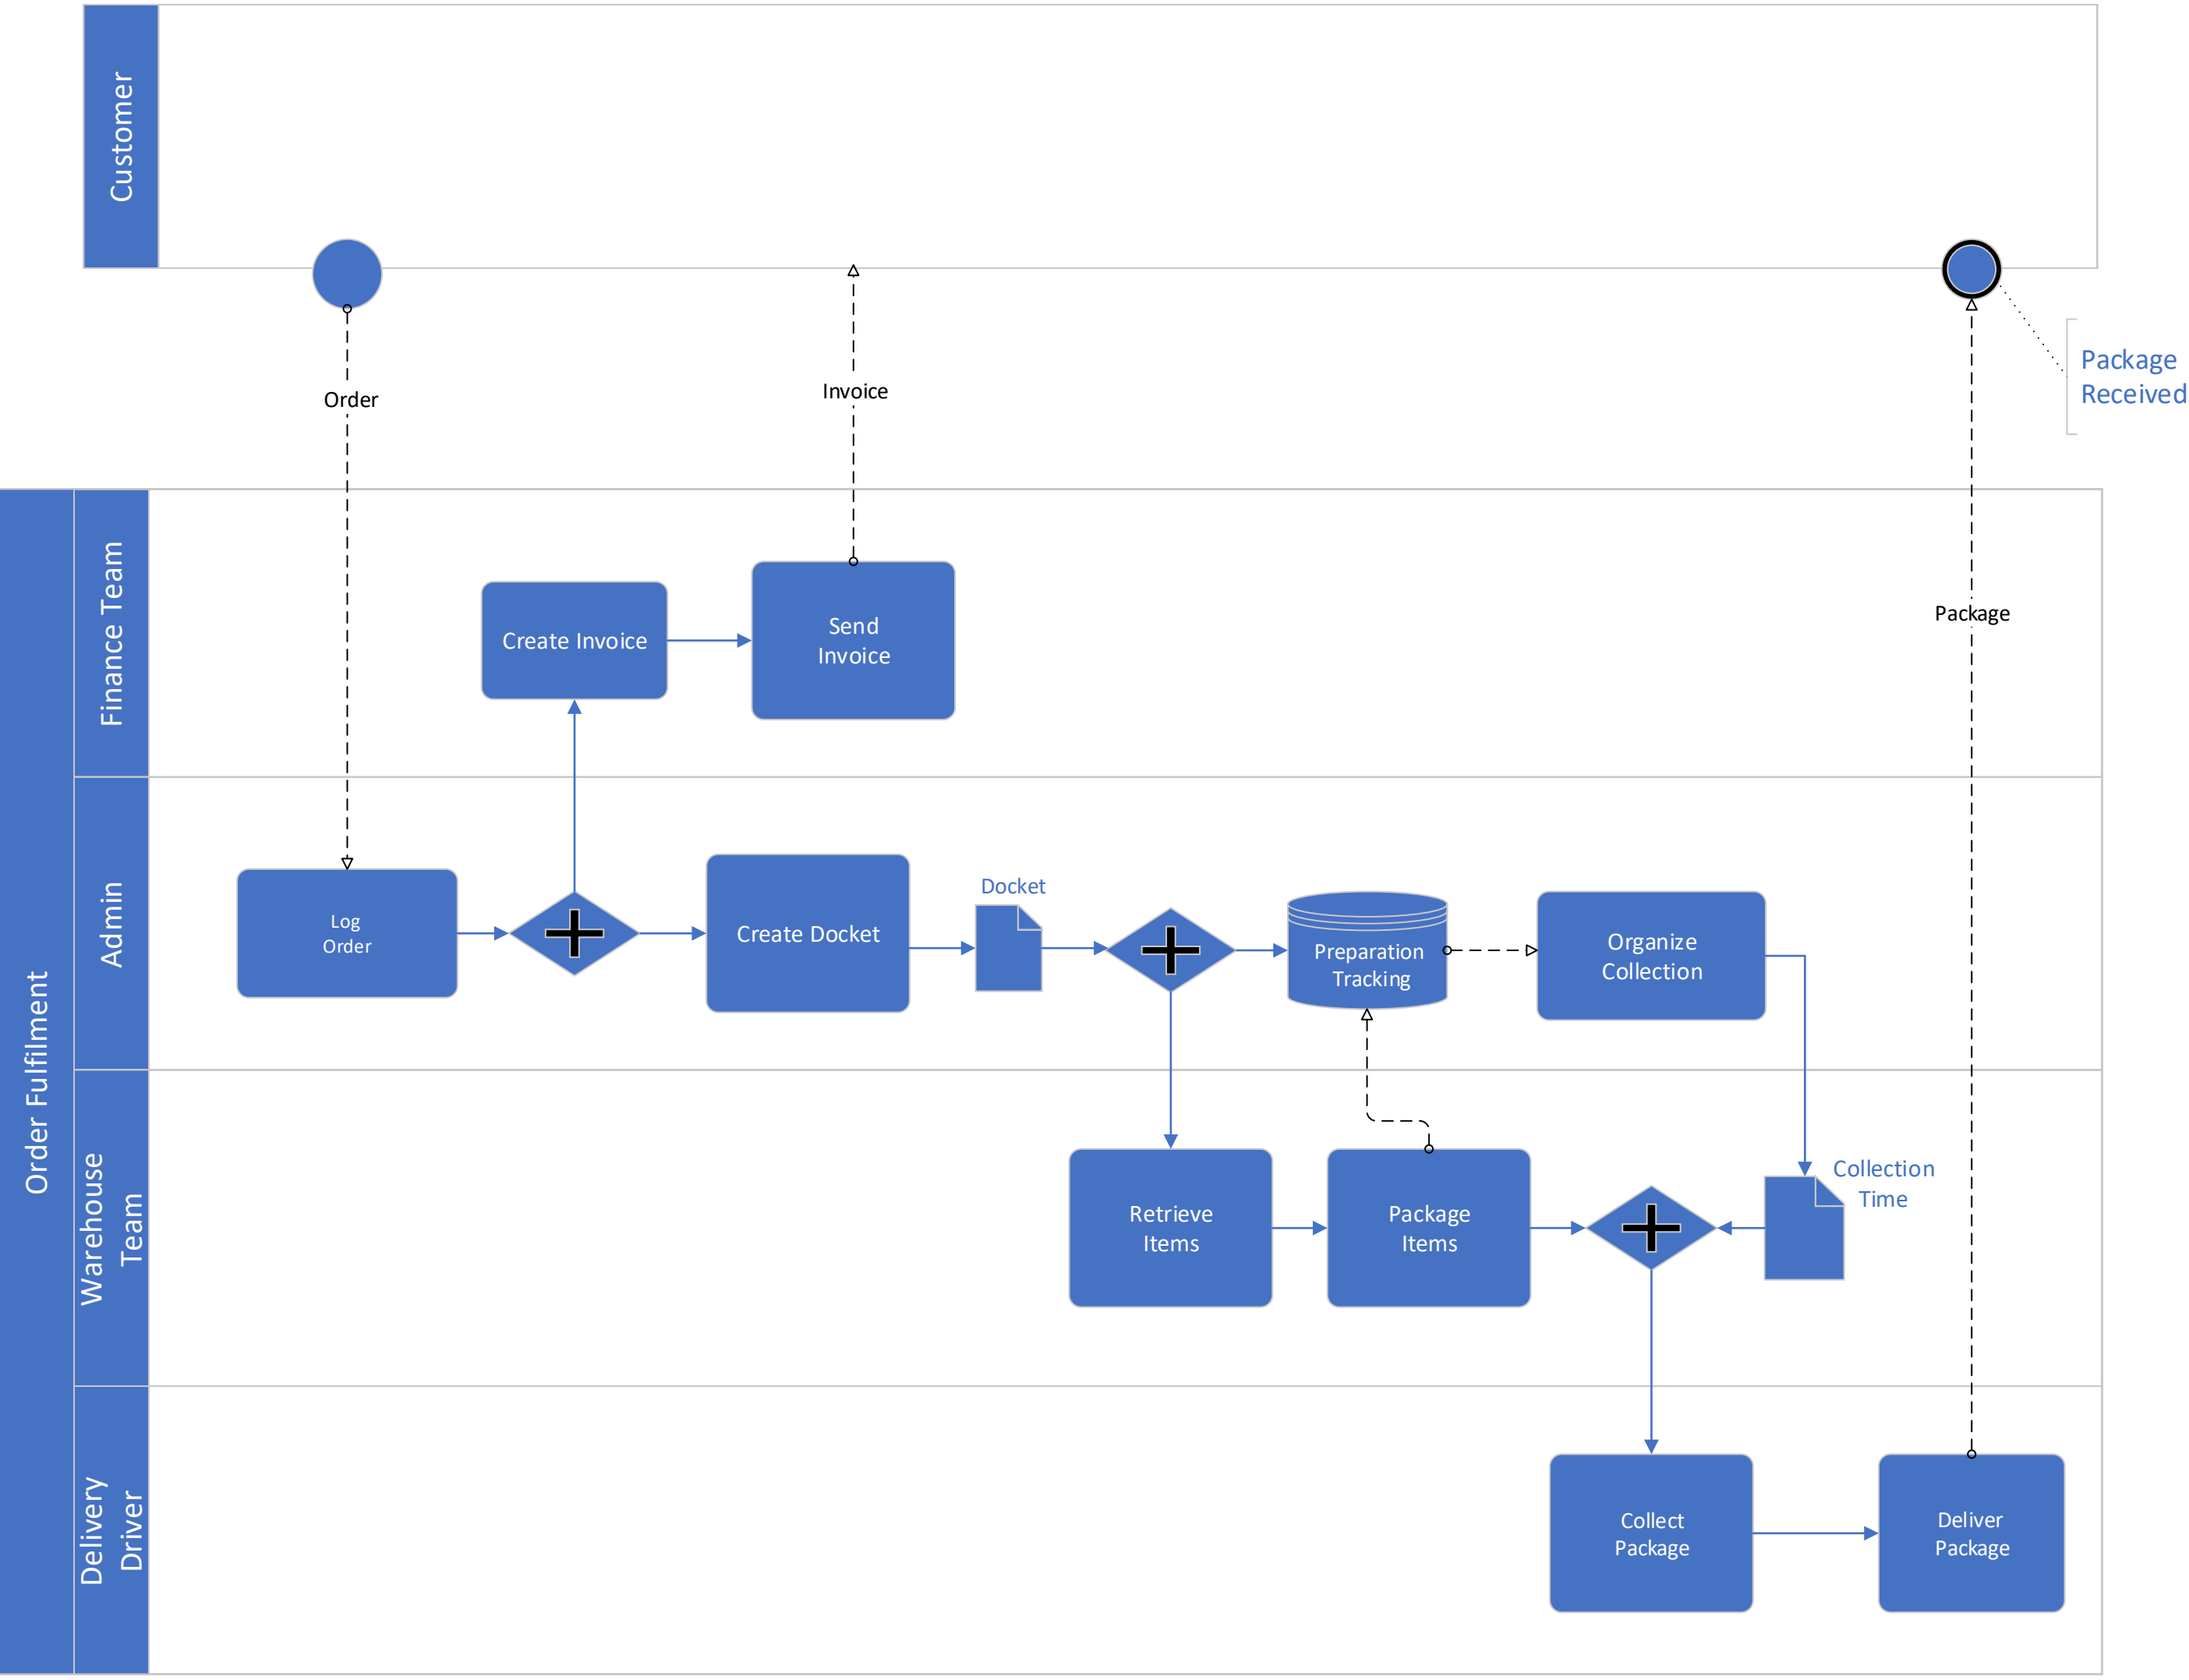 Customer
Order
Invoice
Package
Received
Order Fulfilment
Finance Team
Create Invoice
Send
Invoice
Package
Admin
Log
Order
Create Docket
Docket
Preparation
Tracking
Organize
Collection
Warehouse
Team
Retrieve
Items
Package
Items
Collection
Time
Delivery
Driver
Collect
Package
Deliver
Package